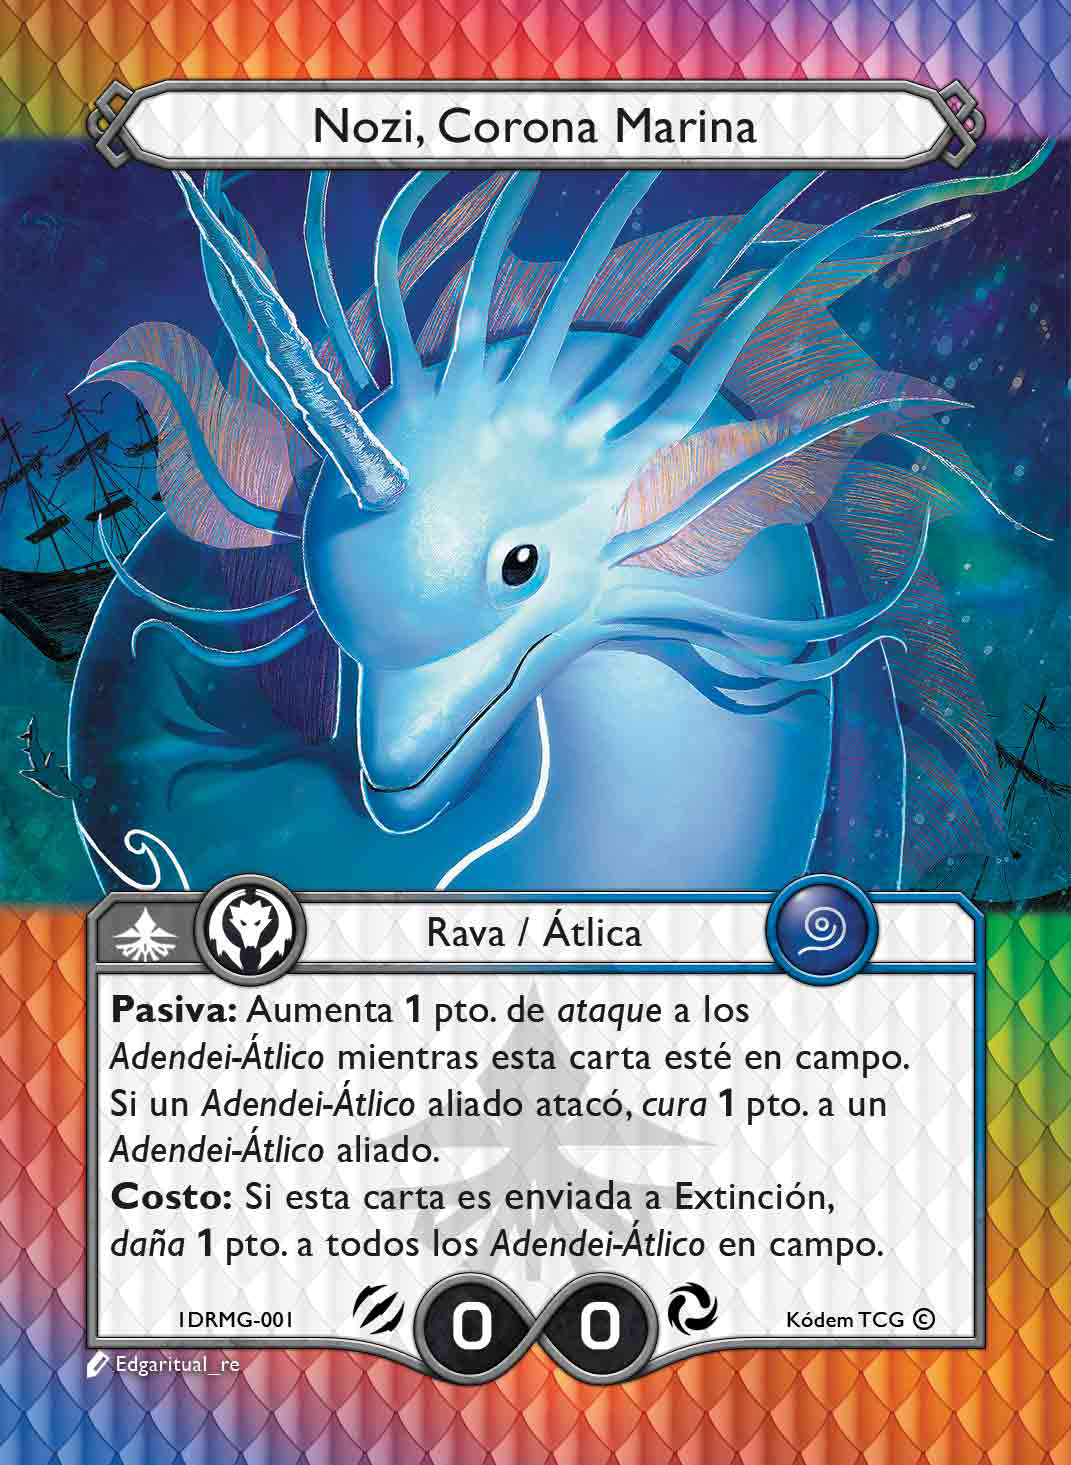 Nozi, Corona Marina
Rava / Átlica
Pasiva: Aumenta 1 pto. de ataque a los
Adendei-Átlico mientras esta carta esté en campo.
Si un Adendei-Átlico aliado atacó, cura 1 pto. a un
Adendei-Átlico aliado.
Costo: Si esta carta es enviada a Extinción,
daña 1 pto. a todos los Adendei-Átlico en campo.
1DRMG-001
0 0
Kódem TCG ©
Edgaritual_re